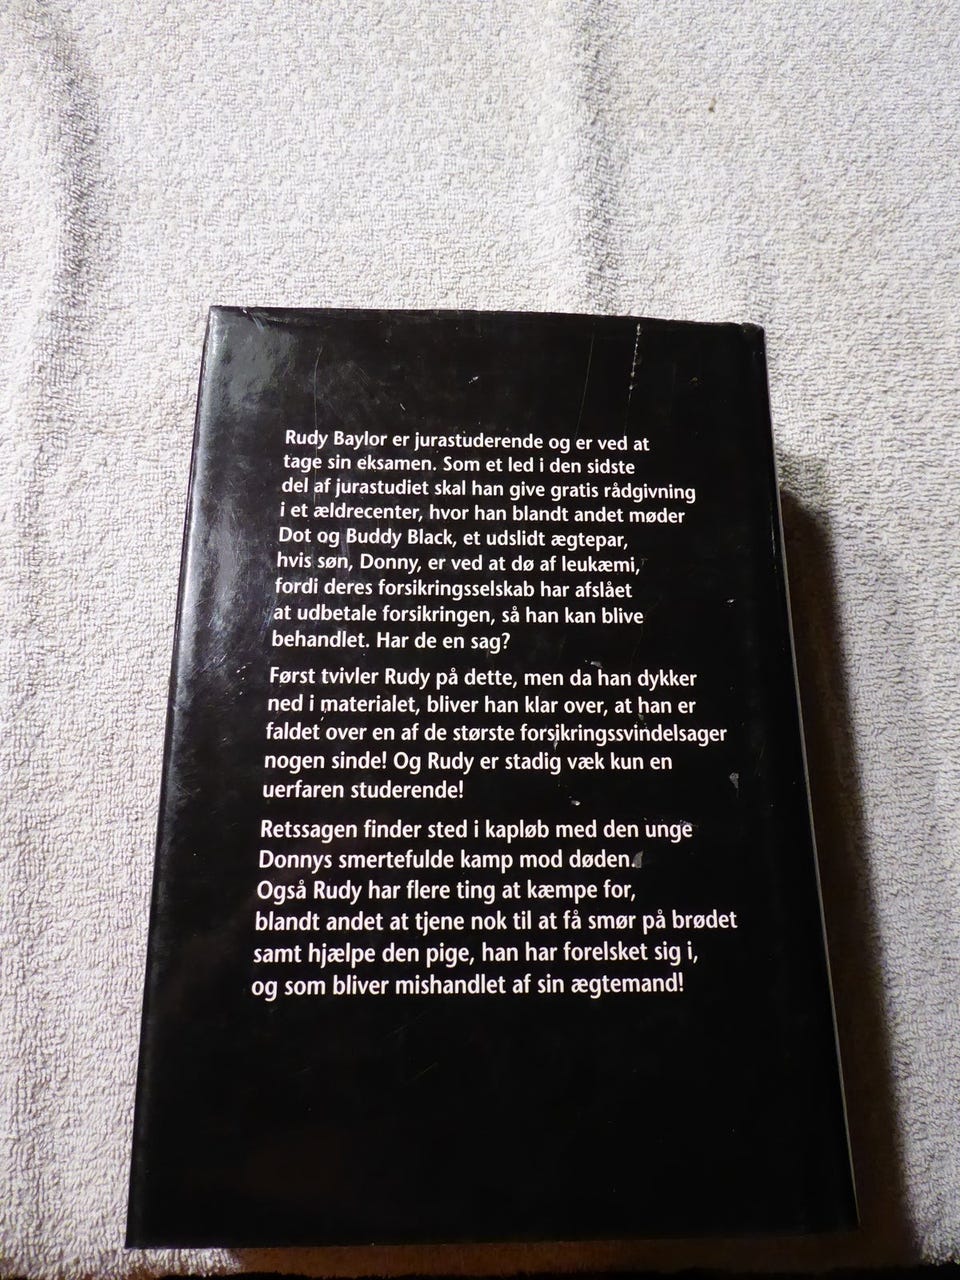 Rudy Baylor er jurastuderende og er ved at
tage sin eksamen. Som et led i den sidste
del af jurastudiet skal han give gratis rådgivning
i et ældrecenter, hvor han blandt andet møder
Dot og Buddy Black, et udslidt ægtepar,
hvis søn, Donny, er ved at dø af leukæmi,
fordi deres forsikringsselskab har afslået
at udbetale forsikringen, så han kan blive
behandlet. Har de en sag?
Først tvivler Rudy på dette, men da han dykker
ned i materialet, bliver han klar over, at han er
faldet over en af de største forsikringssvindelsager
nogen sinde! Og Rudy er stadig væk kun en
uerfaren studerende!
Retssagen finder sted i kapløb med den unge
Donnys smertefulde kamp mod døden.
Også Rudy har flere ting at kæmpe for,
blandt andet at tjene nok til at få smør på brødet
samt hjælpe den pige, han har forelsket sig i,
og som bliver mishandlet af sin ægtemand!